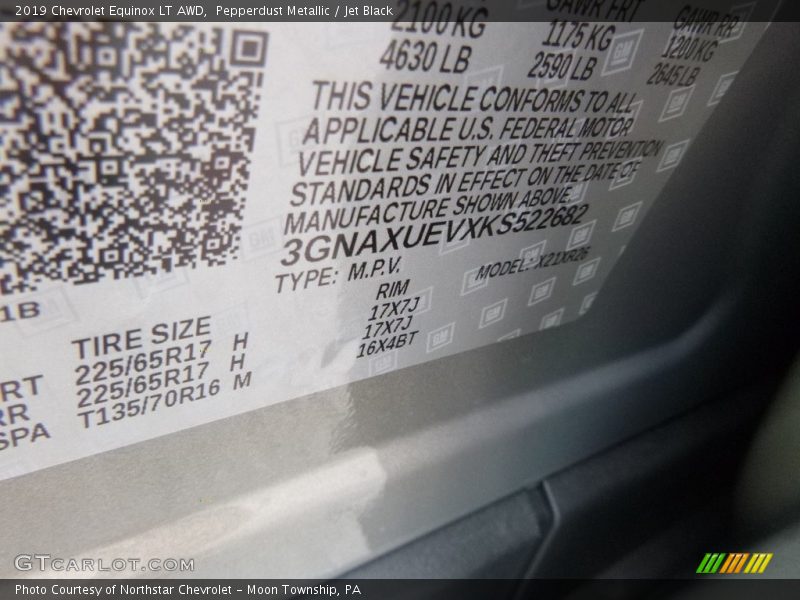 2019 Chevrolet Equinox LT AWD, Pepperdust Metallic / Jet Black
2100 KG
4630 LB
GAWR FRT
1175 KG
2590 LB
GAWR RR
1200 KG
2645 LB
THIS VEHICLE CONFORMS TO ALL
APPLICABLE U.S. FEDERAL MOTOR
VEHICLE SAFETY AND THEFT PREVENTION
STANDARDS IN EFFECT ON THE DATE OF
MANUFACTURE SHOWN ABOVE.
3GNAXUEVXKS522682
TYPE: M.P.V. MODEL: X21XR26
1B
TIRE SIZE RIM
RT 225/65R17 H 17X7J
RR 225/65R17 H 17X7J
SPA T135/70R16 M 16X4BT
GM
GTCARLOT.COM
Photo Courtesy of Northstar Chevrolet - Moon Township, PA